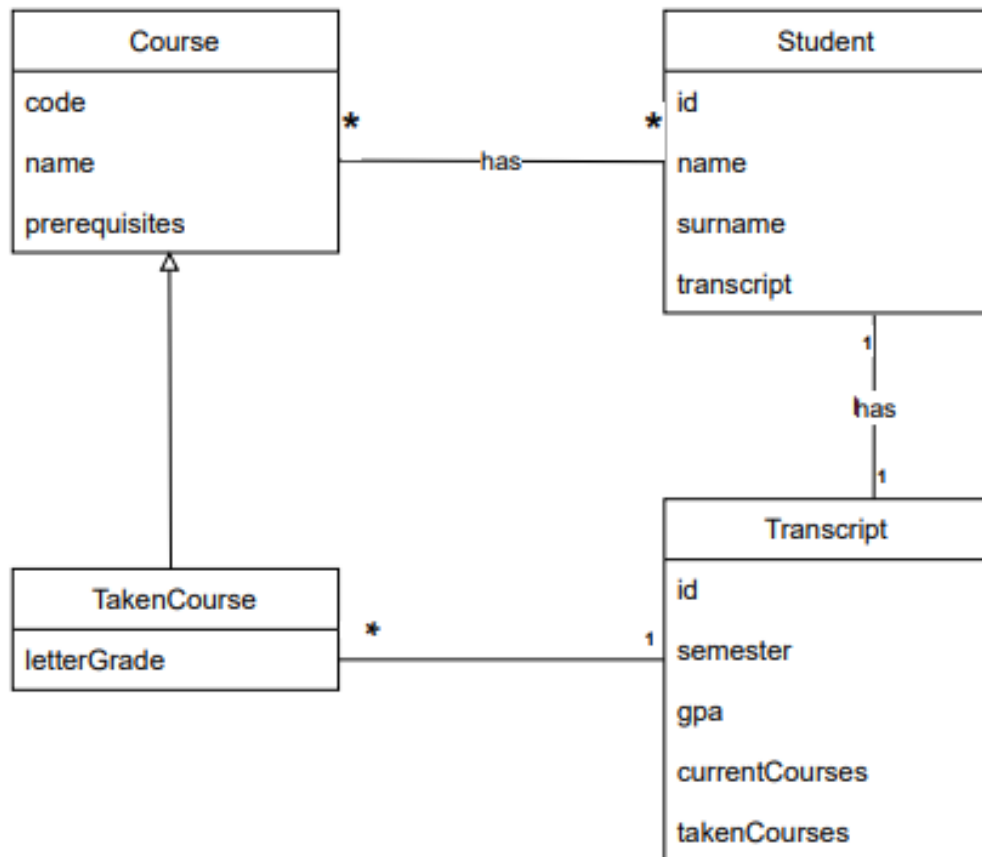 Course
code
name
prerequisites
*
has
*
Student
id
name
surname
transcript
1
has
1
TakenCourse
letterGrade
*
1
Transcript
id
semester
gpa
currentCourses
takenCourses